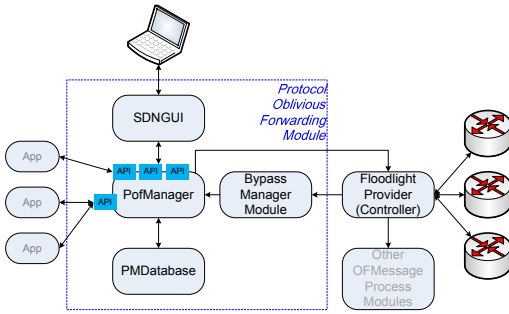 Protocol
Oblivious
Forwarding
Module
SDNGUI
App
API
API
API
App
API
PofManager
Bypass
Manager
Module
Floodlight
Provider
(Controller)
App
PMDatabase
Other
OFMessage
Process
Modules